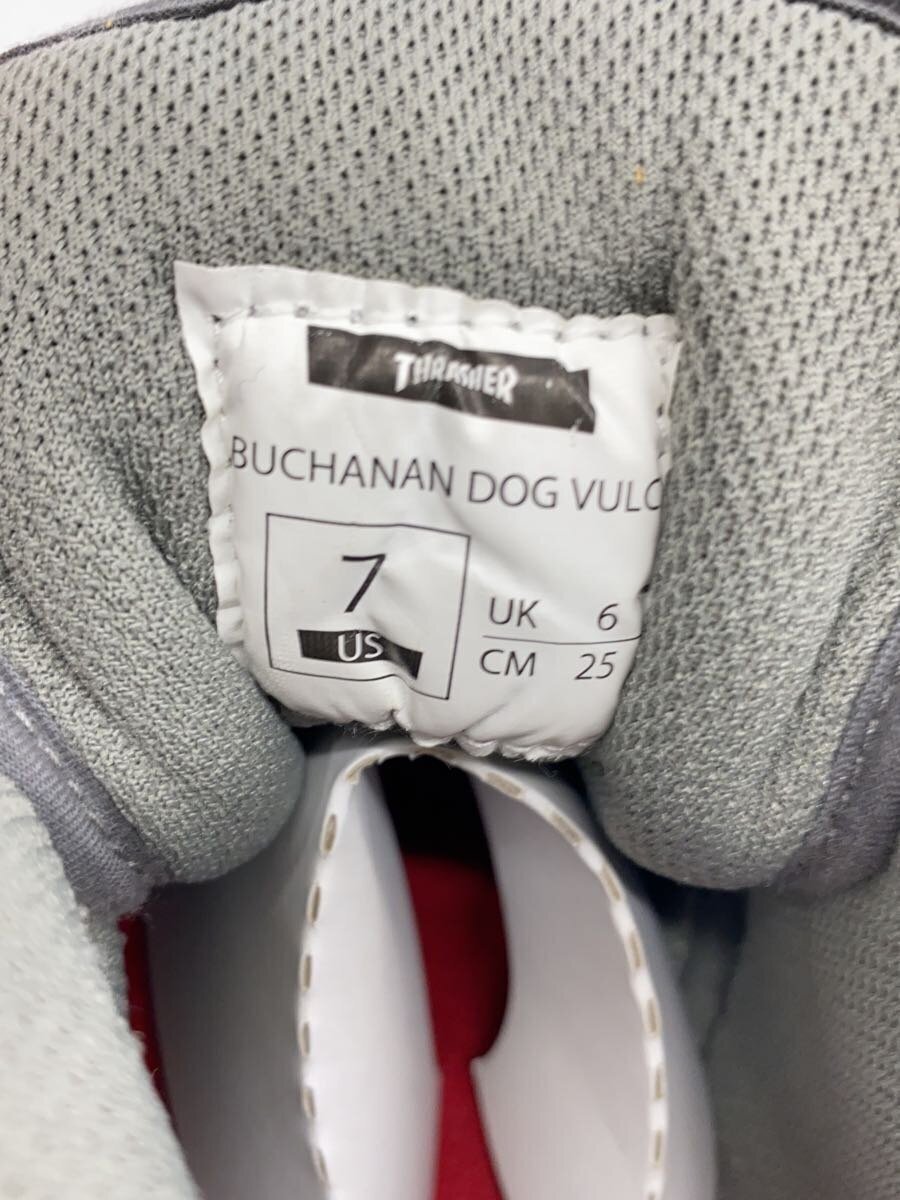 THRASHER
BUCHANAN DOG VULC
7
US
UK 6
CM 25